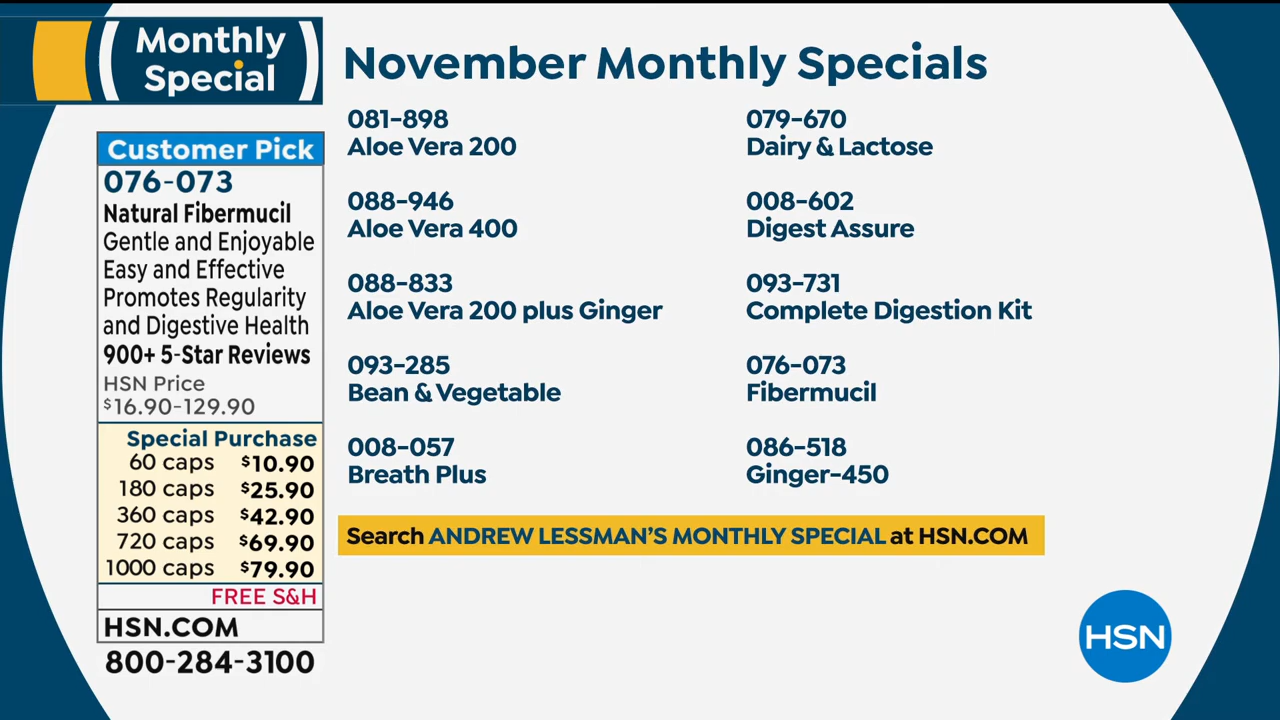 Monthly
Special
Customer Pick
076-073
Natural Fibermucil
Gentle and Enjoyable
Easy and Effective
Promotes Regularity
and Digestive Health
900+ 5-Star Reviews
HSN Price
$16.90-129.90
Special Purchase
60 caps $10.90
180 caps $25.90
360 caps $42.90
720 caps $69.90
1000 caps $79.90
FREE S&H
HSN.COM
800-284-3100
November Monthly Specials
081-898
Aloe Vera 200
088-946
Aloe Vera 400
088-833
Aloe Vera 200 plus Ginger
093-285
Bean & Vegetable
008-057
Breath Plus
079-670
Dairy & Lactose
008-602
Digest Assure
093-731
Complete Digestion Kit
076-073
Fibermucil
086-518
Ginger-450
Search ANDREW LESSMAN'S MONTHLY SPECIAL at HSN.COM
HSN